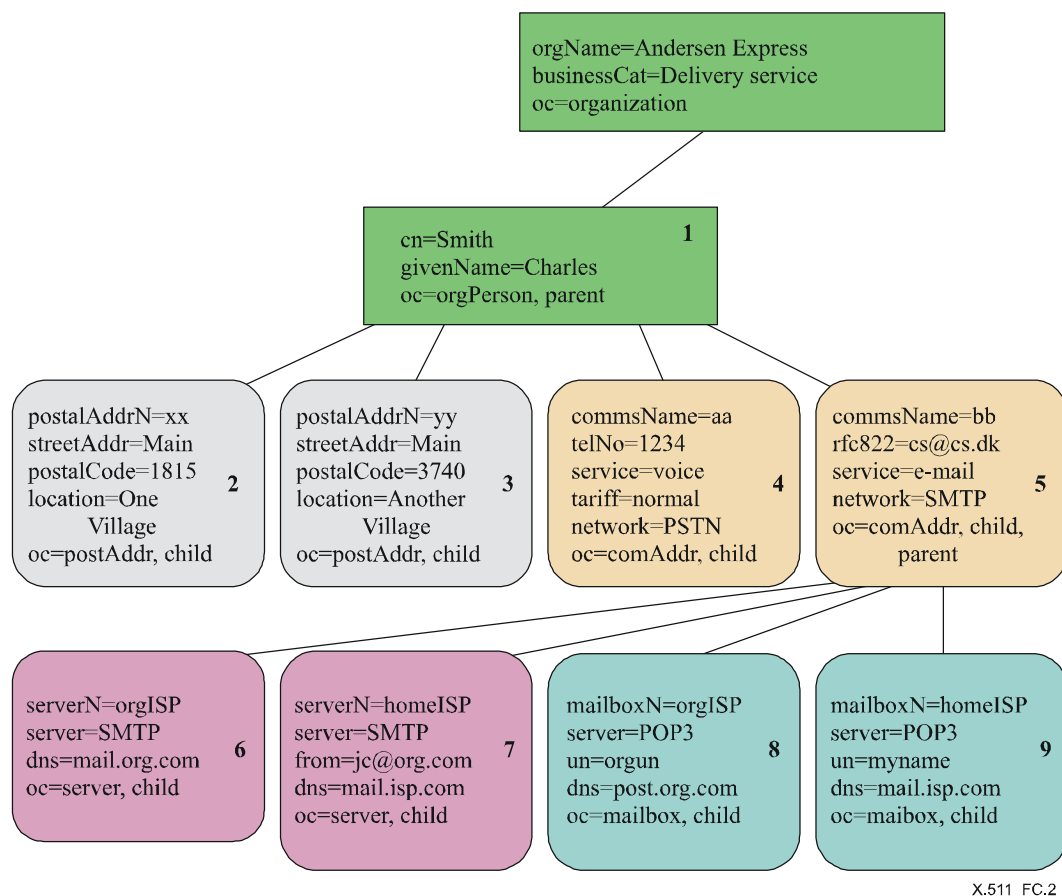 orgName=Andersen Express
businessCat=Delivery service
oc=organization
1
cn=Smith
givenName=Charles
oc=orgPerson, parent
postalAddrN=xx
streetAddr=Main
postalCode=1815
location=One
Village
oc=postAddr, child
2
postalAddrN=yy
streetAddr=Main
postalCode=3740
location=Another
Village
oc=postAddr, child
3
commsName=aa
telNo=1234
service=voice
tariff=normal
network=PSTN
oc=comAddr, child
4
commsName=bb
rfc822=cs@cs.dk
service=e-mail
network=SMTP
oc=comAddr, child,
parent
5
serverN=orgISP
server=SMTP
dns=mail.org.com
oc=server, child
6
serverN=homeISP
server=SMTP
from=jc@org.com
dns=mail.isp.com
oc=server, child
7
mailboxN=orgISP
server=POP3
un=orgun
dns=post.org.com
oc=mailbox, child
8
mailboxN=homeISP
server=POP3
un=myname
dns=mail.isp.com
oc=maibox, child
9
X.511_FC.2